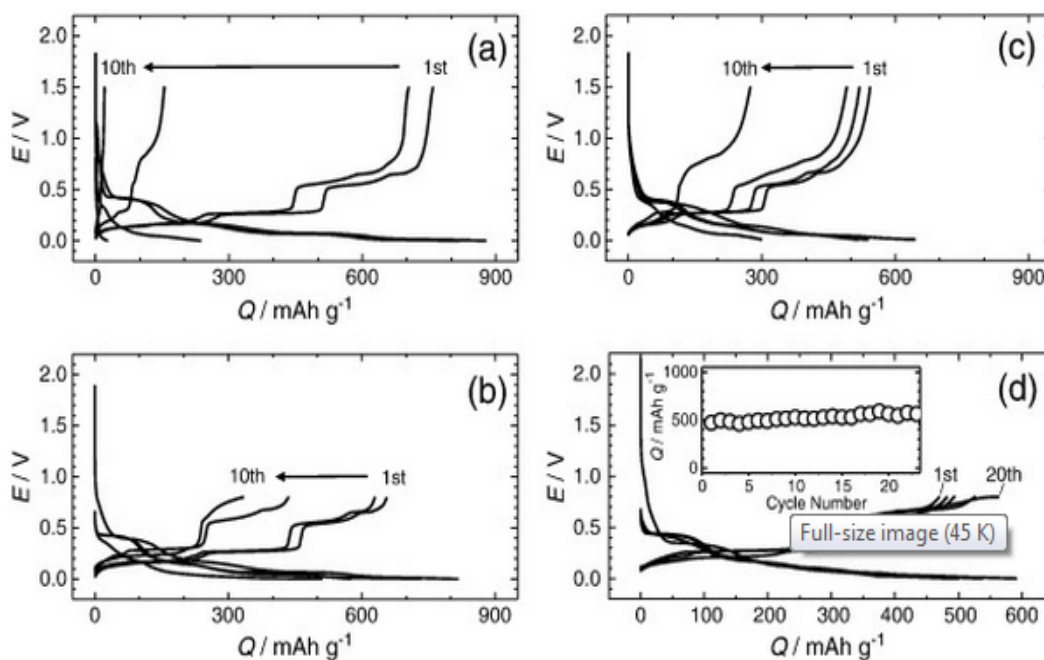 (a)
2.0
1.5
1.0
0.5
0.0
E / V
10th
1st
0
300
600
900
Q / mAh g⁻¹
(c)
2.0
1.5
1.0
0.5
0.0
E / V
10th
1st
0
300
600
900
Q / mAh g⁻¹
(b)
2.0
1.5
1.0
0.5
0.0
E / V
10th
1st
0
300
600
900
Q / mAh g⁻¹
(d)
2.0
1.5
1.0
0.5
0.0
E / V
1000
500
0
Q / mAh g⁻¹
0
5
10
15
20
Cycle Number
1st
20th
Full-size image (45 K)
0
100
200
300
400
500
600
Q / mAh g⁻¹